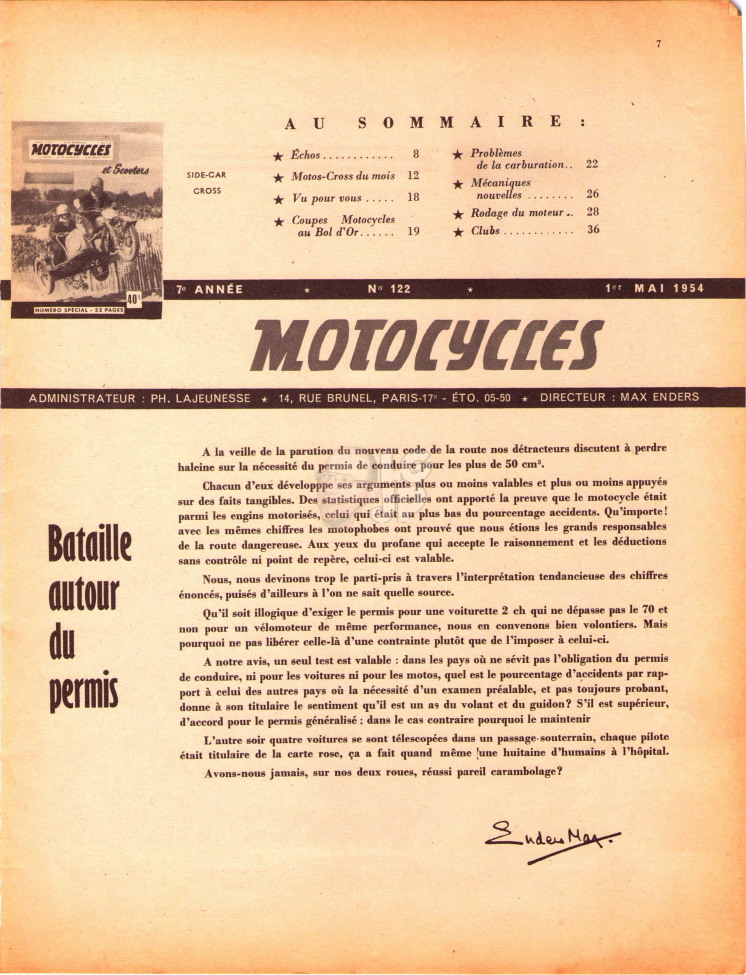 7
AU SOMMAIRE :
MOTOCYCLES
et Scooters
40f
NUMÉRO SPÉCIAL - 52 PAGES
SIDE-CAR
CROSS
★ Échos . . . . . . . . . . . . 8
★ Motos-Cross du mois 12
★ Vu pour vous . . . . . 18
★ Coupes Motocycles
au Bol d'Or . . . . . . 19
★ Problèmes
de la carburation . . 22
★ Mécaniques
nouvelles . . . . . . . . 26
★ Rodage du moteur . . 28
★ Clubs . . . . . . . . . . . . 36
7e ANNÉE ★ No 122 ★ 1er MAI 1954
MOTOCYCLES
ADMINISTRATEUR : PH. LAJEUNESSE ★ 14, RUE BRUNEL, PARIS-17e - ÉTO. 05-50 ★ DIRECTEUR : MAX ENDERS
Bataille
autour
du
permis
A la veille de la parution du nouveau code de la route nos détracteurs discutent à perdre
haleine sur la nécessité du permis de conduire pour les plus de 50 cm³.
Chacun d'eux développpe ses arguments plus ou moins valables et plus ou moins appuyés
sur des faits tangibles. Des statistiques officielles ont apporté la preuve que le motocycle était
parmi les engins motorisés, celui qui était au plus bas du pourcentage accidents. Qu'importe !
avec les mêmes chiffres les motophobes ont prouvé que nous étions les grands responsables
de la route dangereuse. Aux yeux du profane qui accepte le raisonnement et les déductions
sans contrôle ni point de repère, celui-ci est valable.
Nous, nous devinons trop le parti-pris à travers l'interprétation tendancieuse des chiffres
énoncés, puisés d'ailleurs à l'on ne sait quelle source.
Qu'il soit illogique d'exiger le permis pour une voiturette 2 ch qui ne dépasse pas le 70 et
non pour un vélomoteur de même performance, nous en convenons bien volontiers. Mais
pourquoi ne pas libérer celle-là d'une contrainte plutôt que de l'imposer à celui-ci.
A notre avis, un seul test est valable : dans les pays où ne sévit pas l'obligation du permis
de conduire, ni pour les voitures ni pour les motos, quel est le pourcentage d'accidents par rap-
port à celui des autres pays où la nécessité d'un examen préalable, et pas toujours probant,
donne à son titulaire le sentiment qu'il est un as du volant et du guidon ? S'il est supérieur,
d'accord pour le permis généralisé ; dans le cas contraire pourquoi le maintenir
L'autre soir quatre voitures se sont télescopées dans un passage souterrain, chaque pilote
était titulaire de la carte rose, ça a fait quand même une huitaine d'humains à l'hôpital.
Avons-nous jamais, sur nos deux roues, réussi pareil carambolage ?
Enders Max.